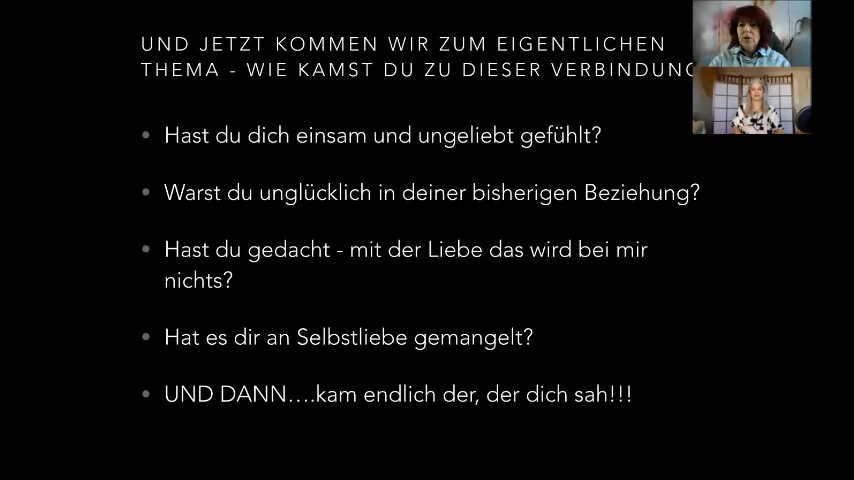 UND JETZT KOMMEN WIR ZUM EIGENTLICHEN
THEMA - WIE KAMST DU ZU DIESER VERBINDUNG
• Hast du dich einsam und ungeliebt gefühlt?
• Warst du unglücklich in deiner bisherigen Beziehung?
• Hast du gedacht - mit der Liebe das wird bei mir
nichts?
• Hat es dir an Selbstliebe gemangelt?
• UND DANN....kam endlich der, der dich sah!!!